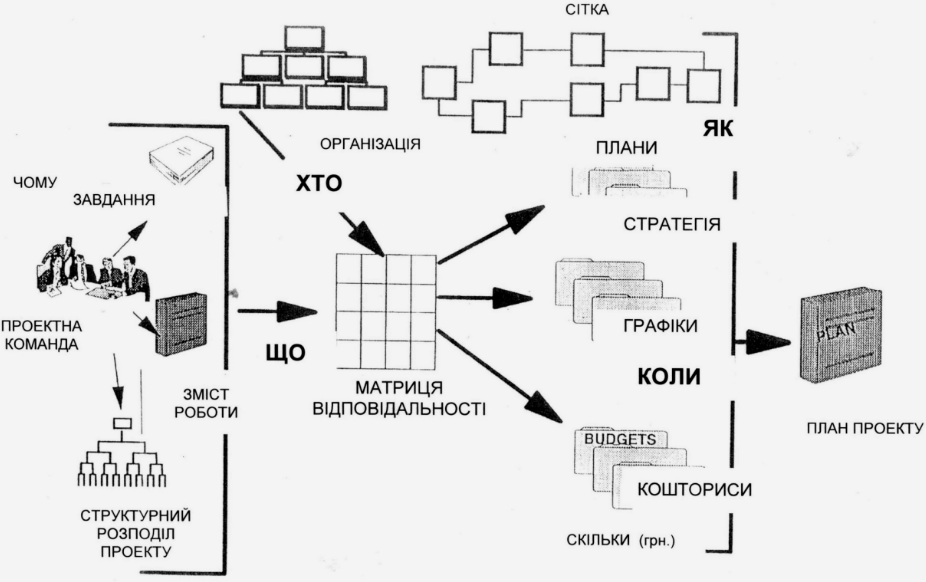 СІТКА
ЯК
ОРГАНІЗАЦІЯ
ХТО
ПЛАНИ
СТРАТЕГІЯ
ЧОМУ
ЗАВДАННЯ
ПРОЕКТНА
КОМАНДА
ЗМІСТ
РОБОТИ
СТРУКТУРНИЙ
РОЗПОДІЛ
ПРОЕКТУ
ЩО
МАТРИЦЯ
ВІДПОВІДАЛЬНОСТІ
ГРАФІКИ
КОЛИ
BUDGETS
КОШТОРИСИ
СКІЛЬКИ (грн.)
PLAN
ПЛАН ПРОЕКТУ